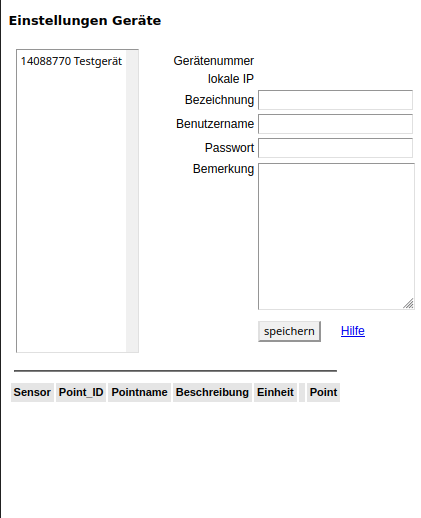 Einstellungen Geräte
14088770 Testgerät
Gerätenummer
lokale IP
Bezeichnung
Benutzername
Passwort
Bemerkung
speichern Hilfe
Sensor Point_ID Pointname Beschreibung Einheit Point